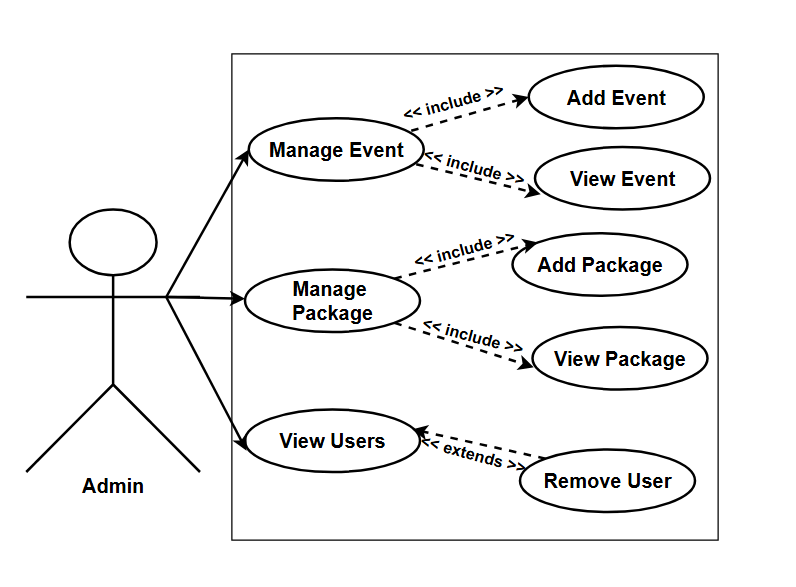 << include >>
Add Event
Manage Event
<< include >>
View Event
<< include >>
Add Package
Manage
Package
<< include >>
View Package
View Users
<< extends >>
Remove User
Admin